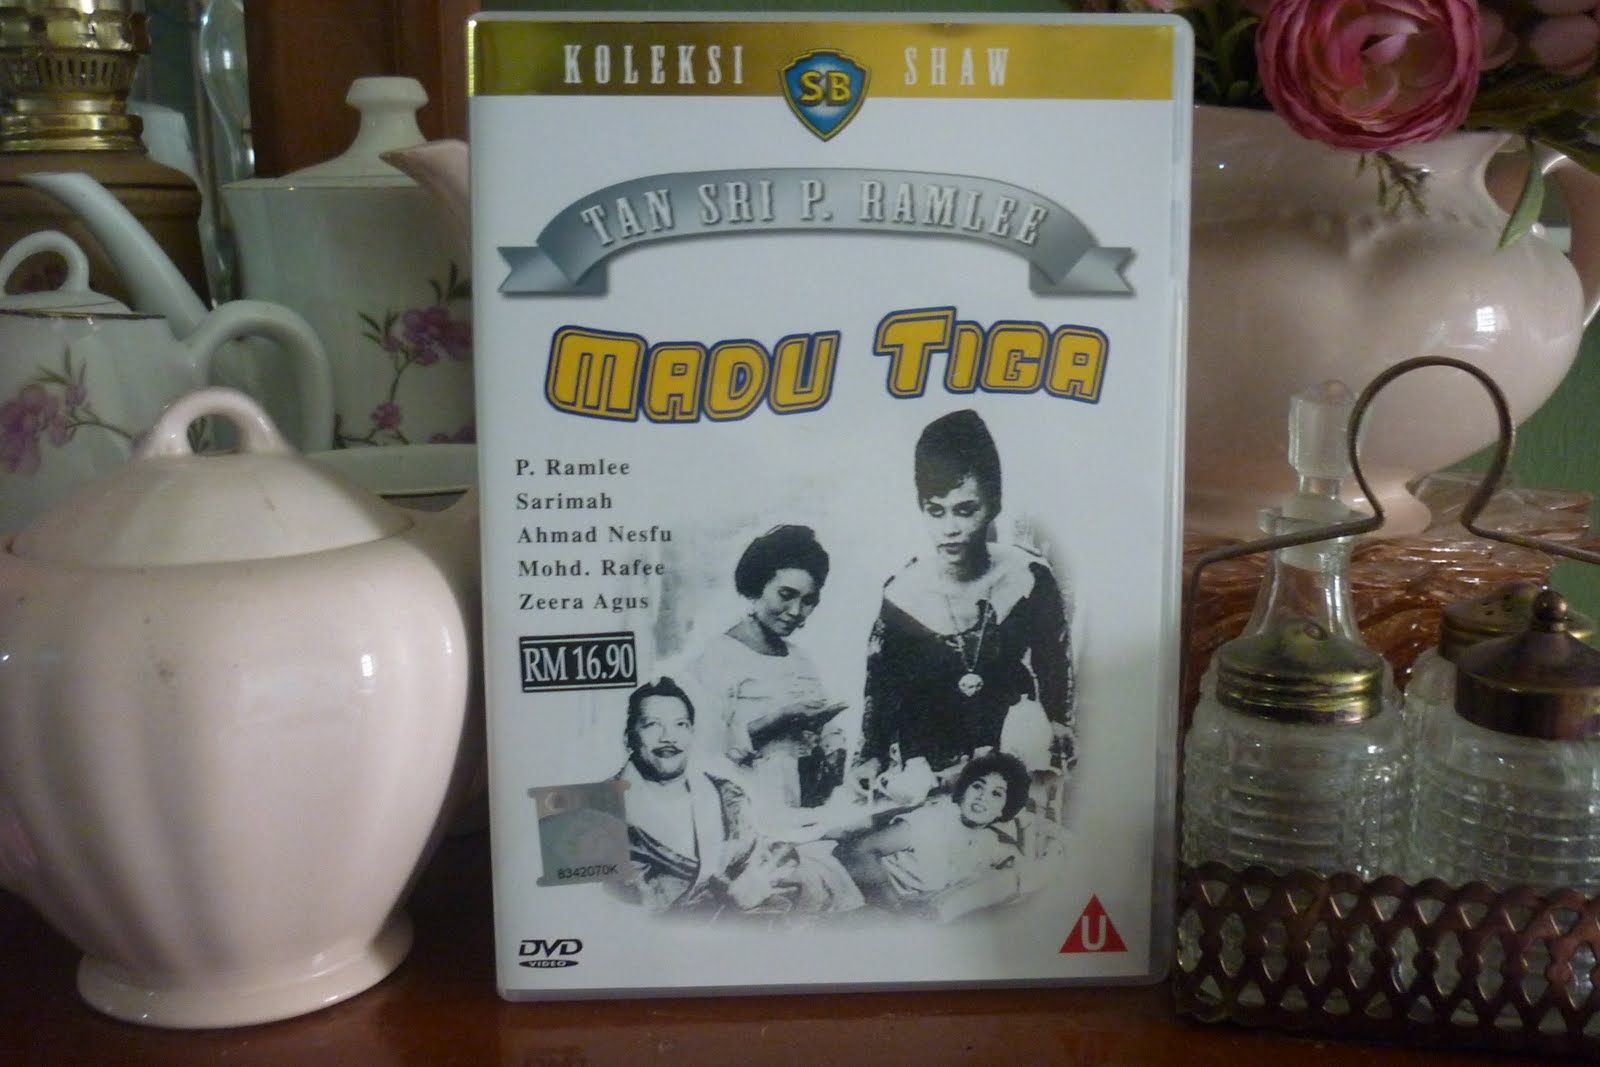 KOLEKSI SB SHAW
TAN SRI P. RAMLEE
MADU TIGA
P. Ramlee
Sarimah
Ahmad Nesfu
Mohd. Rafee
Zeera Agus
RM 16.90
8342070K
DVD
VIDEO
U